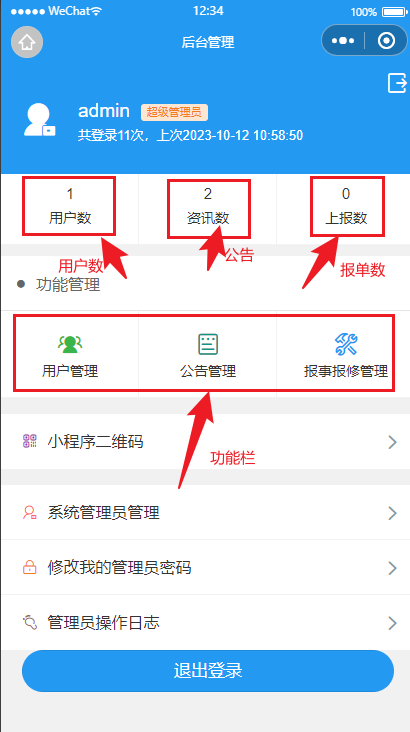 WeChat 12:34 100%
后台管理
admin 超级管理员
共登录11次，上次2023-10-12 10:58:50
1 2 0
用户数 资讯数 上报数
用户数 公告 报单数
功能管理
用户管理 公告管理 报事报修管理
小程序二维码
功能栏
系统管理员管理
修改我的管理员密码
管理员操作日志
退出登录